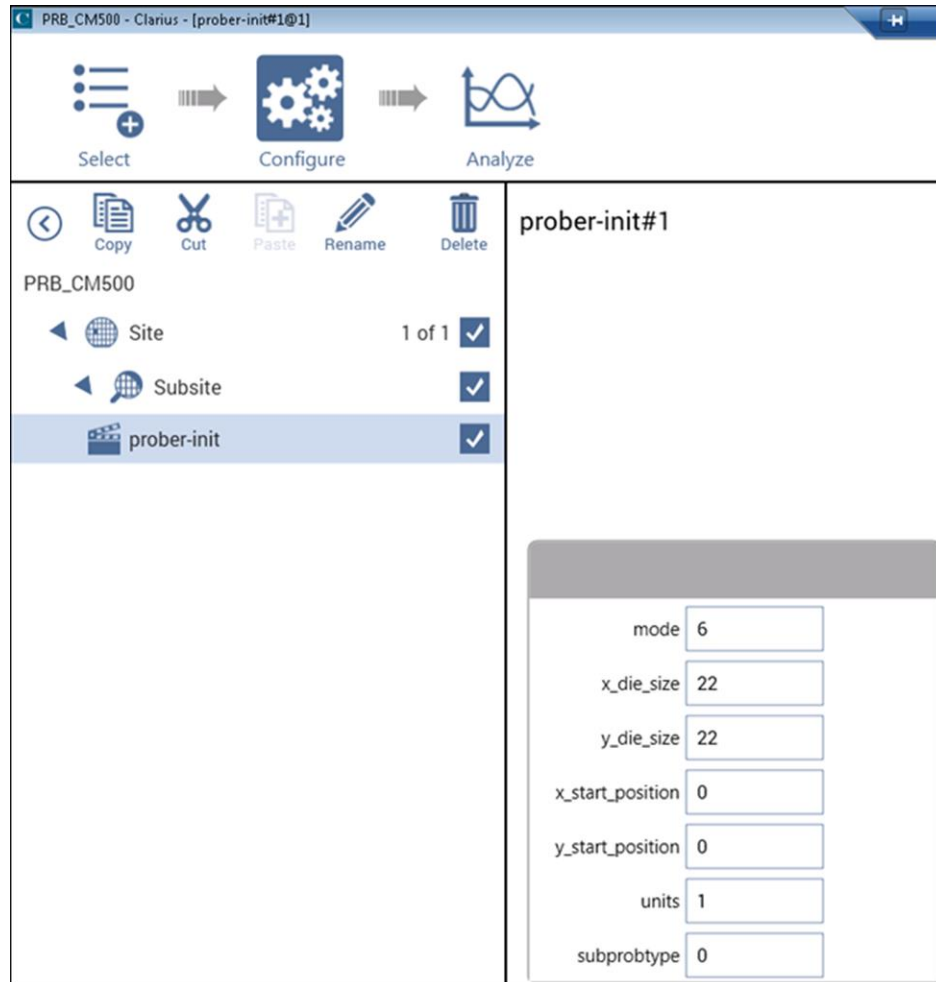 C PRB_CM500 - Clarius - [prober-init#1@1]
Select
Configure
Analyze
Copy
Cut
Paste
Rename
Delete
PRB_CM500
Site 1 of 1
Subsite
prober-init
prober-init#1
mode 6
x_die_size 22
y_die_size 22
x_start_position 0
y_start_position 0
units 1
subprobtype 0